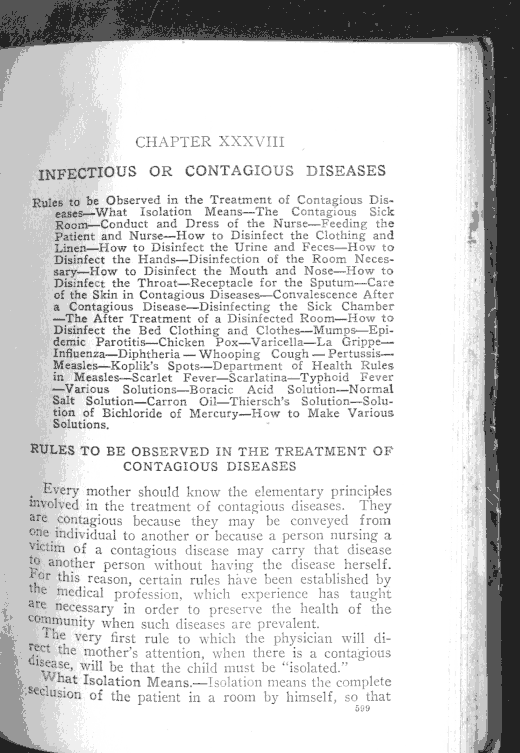 CHAPTER XXXVIII
INFECTIOUS OR CONTAGIOUS DISEASES
Rules to be Observed in the Treatment of Contagious Dis-
eases—What Isolation Means—The Contagious Sick
Room—Conduct and Dress of the Nurse—Feeding the
Patient and Nurse—How to Disinfect the Clothing and
Linen—How to Disinfect the Urine and Feces—How to
Disinfect the Hands—Disinfection of the Room Neces-
sary—How to Disinfect the Mouth and Nose—How to
Disinfect the Throat—Receptacle for the Sputum—Care
of the Skin in Contagious Diseases—Convalescence After
a Contagious Disease—Disinfecting the Sick Chamber
—The After Treatment of a Disinfected Room—How to
Disinfect the Bed Clothing and Clothes—Mumps—Epi-
demic Parotitis—Chicken Pox—Varicella—La Grippe—
Influenza—Diphtheria — Whooping Cough — Pertussis—
Measles—Koplik's Spots—Department of Health Rules
in Measles—Scarlet Fever—Scarlatina—Typhoid Fever
—Various Solutions—Boracic Acid Solution—Normal
Salt Solution—Carron Oil—Thiersch's Solution—Solu-
tion of Bichloride of Mercury—How to Make Various
Solutions.
RULES TO BE OBSERVED IN THE TREATMENT OF
CONTAGIOUS DISEASES
Every mother should know the elementary principles
involved in the treatment of contagious diseases. They
are contagious because they may be conveyed from
one individual to another or because a person nursing a
victim of a contagious disease may carry that disease
to another person without having the disease herself.
For this reason, certain rules have been established by
the medical profession, which experience has taught
are necessary in order to preserve the health of the
community when such diseases are prevalent.
The very first rule to which the physician will di-
rect the mother's attention, when there is a contagious
disease, will be that the child must be "isolated."
What Isolation Means.—Isolation means the complete
seclusion of the patient in a room by himself, so that
599